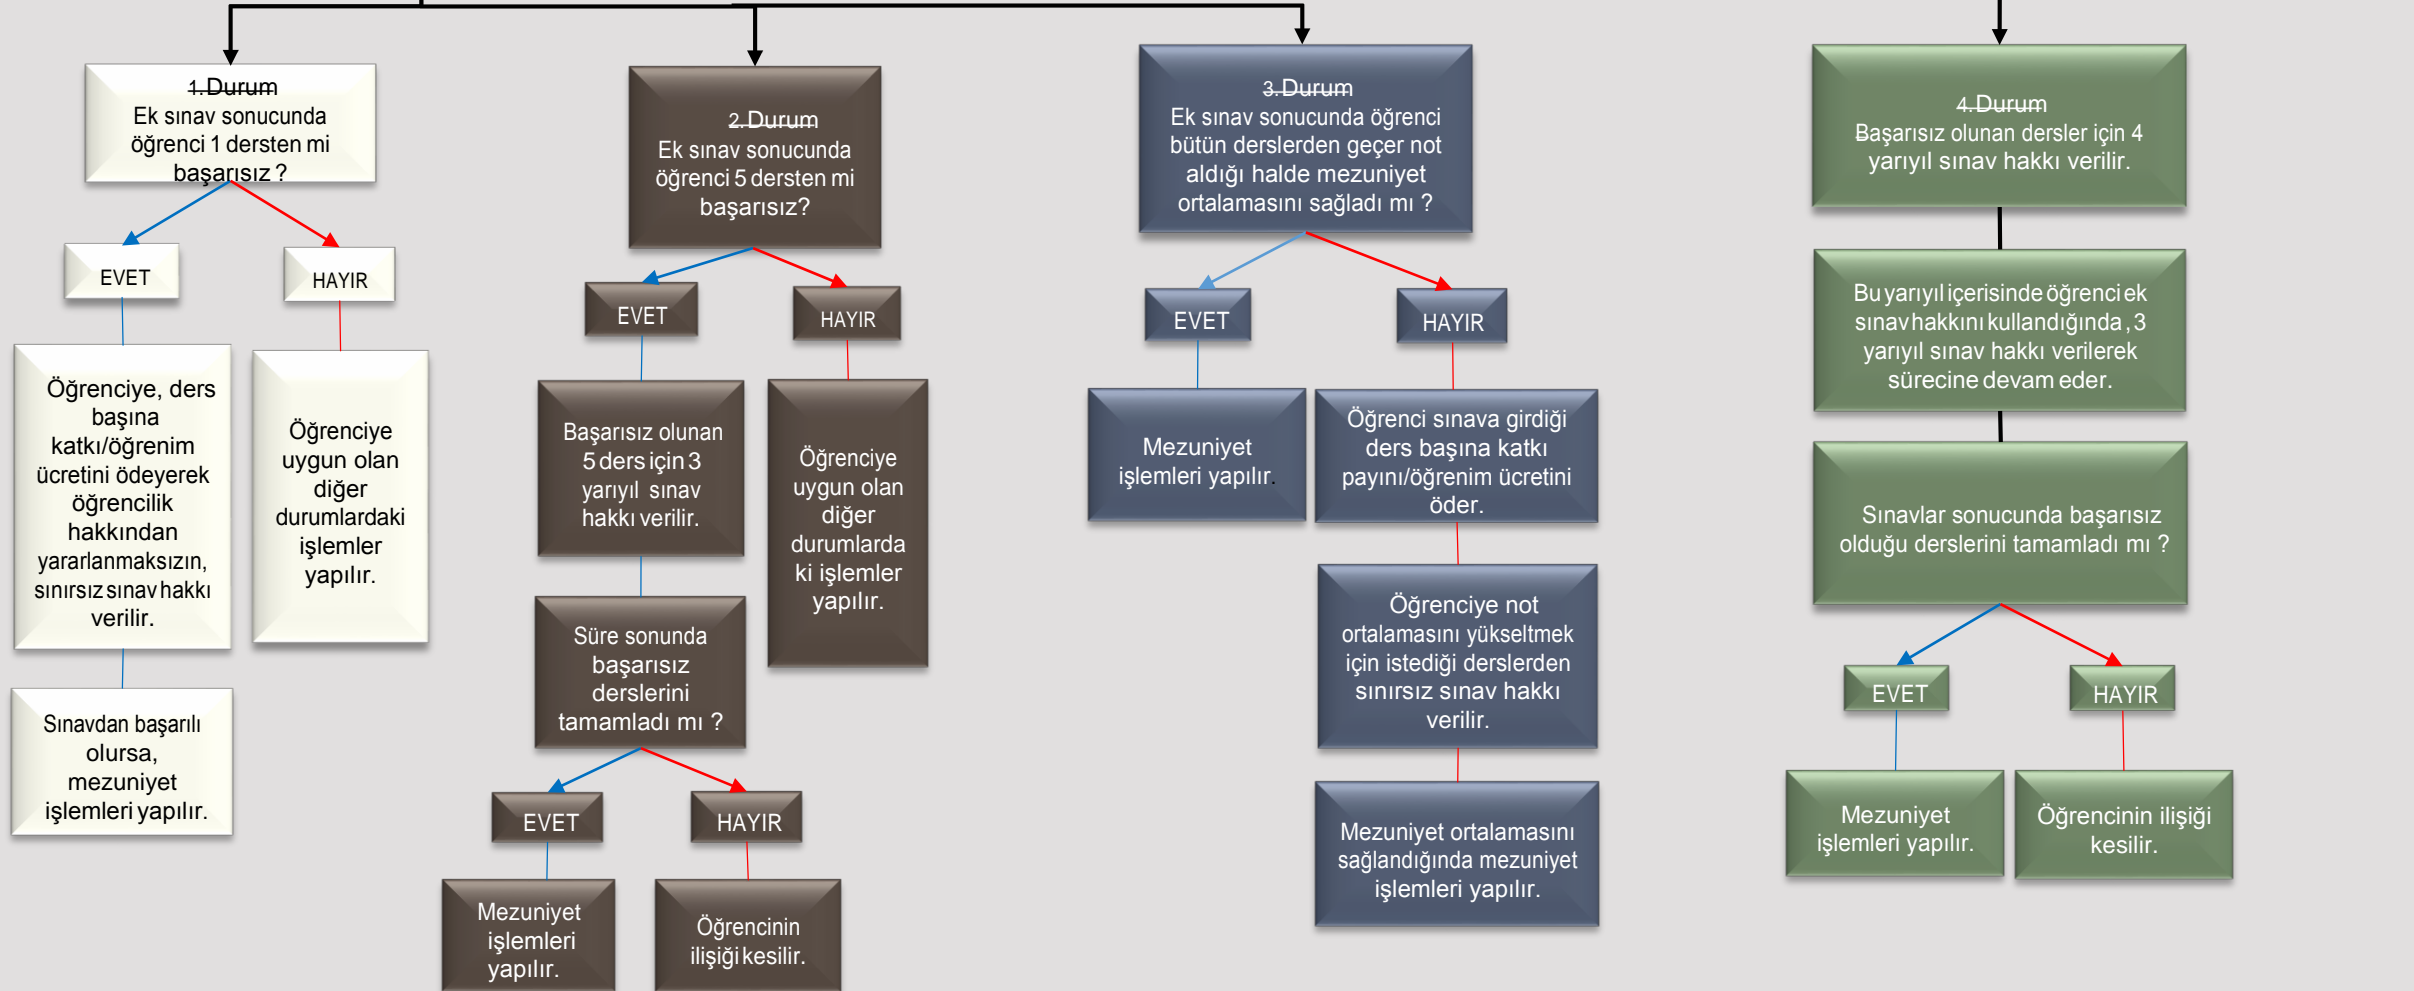 1.Durum
Ek sınav sonucunda
öğrenci 1 dersten mi
başarısız ?
EVET
HAYIR
Öğrenciye, ders
başına
katkı/öğrenim
ücretini ödeyerek
öğrencilik
hakkından
yararlanmaksızın,
sınırsız sınav hakkı
verilir.
Öğrenciye
uygun olan
diğer
durumlardaki
işlemler
yapılır.
Sınavdan başarılı
olursa,
mezuniyet
işlemleri yapılır.
2.Durum
Ek sınav sonucunda
öğrenci 5 dersten mi
başarısız?
EVET
HAYIR
Başarısız olunan
5 ders için 3
yarıyıl sınav
hakkı verilir.
Öğrenciye
uygun olan
diğer
durumlarda
ki işlemler
yapılır.
Süre sonunda
başarısız
derslerini
tamamladı mı ?
EVET
HAYIR
Mezuniyet
işlemleri
yapılır.
Öğrencinin
ilişiği kesilir.
3.Durum
Ek sınav sonucunda öğrenci
bütün derslerden geçer not
aldığı halde mezuniyet
ortalamasını sağladı mı ?
EVET
HAYIR
Mezuniyet
işlemleri yapılır.
Öğrenci sınava girdiği
ders başına katkı
payını/öğrenim ücretini
öder.
Öğrenciye not
ortalamasını yükseltmek
için istediği derslerden
sınırsız sınav hakkı
verilir.
Mezuniyet ortalamasını
sağlandığında mezuniyet
işlemleri yapılır.
4.Durum
Başarısız olunan dersler için 4
yarıyıl sınav hakkı verilir.
Bu yarıyıl içerisinde öğrenci ek
sınav hakkını kullandığında , 3
yarıyıl sınav hakkı verilerek
sürecine devam eder.
Sınavlar sonucunda başarısız
olduğu derslerini tamamladı mı ?
EVET
HAYIR
Mezuniyet
işlemleri yapılır.
Öğrencinin ilişiği
kesilir.